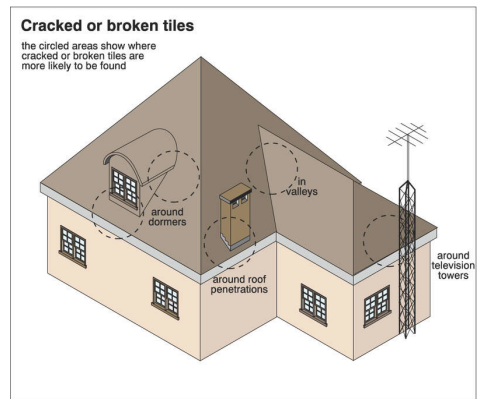 Cracked or broken tiles
the circled areas show where
cracked or broken tiles are
more likely to be found
around
dormers
in
valleys
around roof
penetrations
around
television
towers